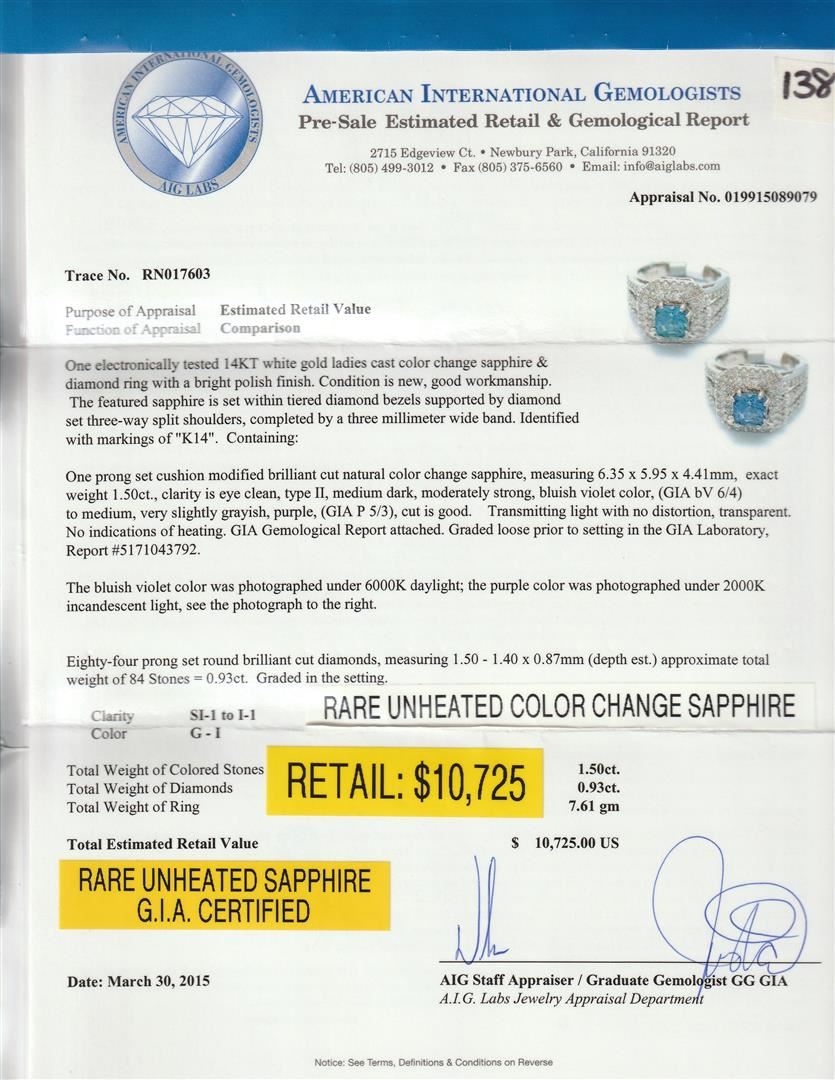 AMERICAN INTERNATIONAL GEMOLOGISTS
AIG LABS
AMERICAN INTERNATIONAL GEMOLOGISTS
138
Pre-Sale Estimated Retail & Gemological Report
2715 Edgeview Ct. • Newbury Park, California 91320
Tel: (805) 499-3012 • Fax (805) 375-6560 • Email: info@aiglabs.com
Appraisal No. 019915089079
Trace No. RN017603
Purpose of Appraisal Estimated Retail Value
Function of Appraisal Comparison
One electronically tested 14KT white gold ladies cast color change sapphire &
diamond ring with a bright polish finish. Condition is new, good workmanship.
The featured sapphire is set within tiered diamond bezels supported by diamond
set three-way split shoulders, completed by a three millimeter wide band. Identified
with markings of "K14". Containing:
One prong set cushion modified brilliant cut natural color change sapphire, measuring 6.35 x 5.95 x 4.41mm, exact
weight 1.50ct., clarity is eye clean, type II, medium dark, moderately strong, bluish violet color, (GIA bV 6/4)
to medium, very slightly grayish, purple, (GIA P 5/3), cut is good. Transmitting light with no distortion, transparent.
No indications of heating. GIA Gemological Report attached. Graded loose prior to setting in the GIA Laboratory,
Report #5171043792.
The bluish violet color was photographed under 6000K daylight; the purple color was photographed under 2000K
incandescent light, see the photograph to the right.
Eighty-four prong set round brilliant cut diamonds, measuring 1.50 - 1.40 x 0.87mm (depth est.) approximate total
weight of 84 Stones = 0.93ct. Graded in the setting.
RARE UNHEATED COLOR CHANGE SAPPHIRE
Clarity SI-1 to I-1
Color G - I
Total Weight of Colored Stones 1.50ct.
RETAIL: $10,725
Total Weight of Diamonds 0.93ct.
Total Weight of Ring 7.61 gm
Total Estimated Retail Value $ 10,725.00 US
RARE UNHEATED SAPPHIRE
G.I.A. CERTIFIED
Date: March 30, 2015
AIG Staff Appraiser / Graduate Gemologist GG GIA
A.I.G. Labs Jewelry Appraisal Department
Notice: See Terms, Definitions & Conditions on Reverse